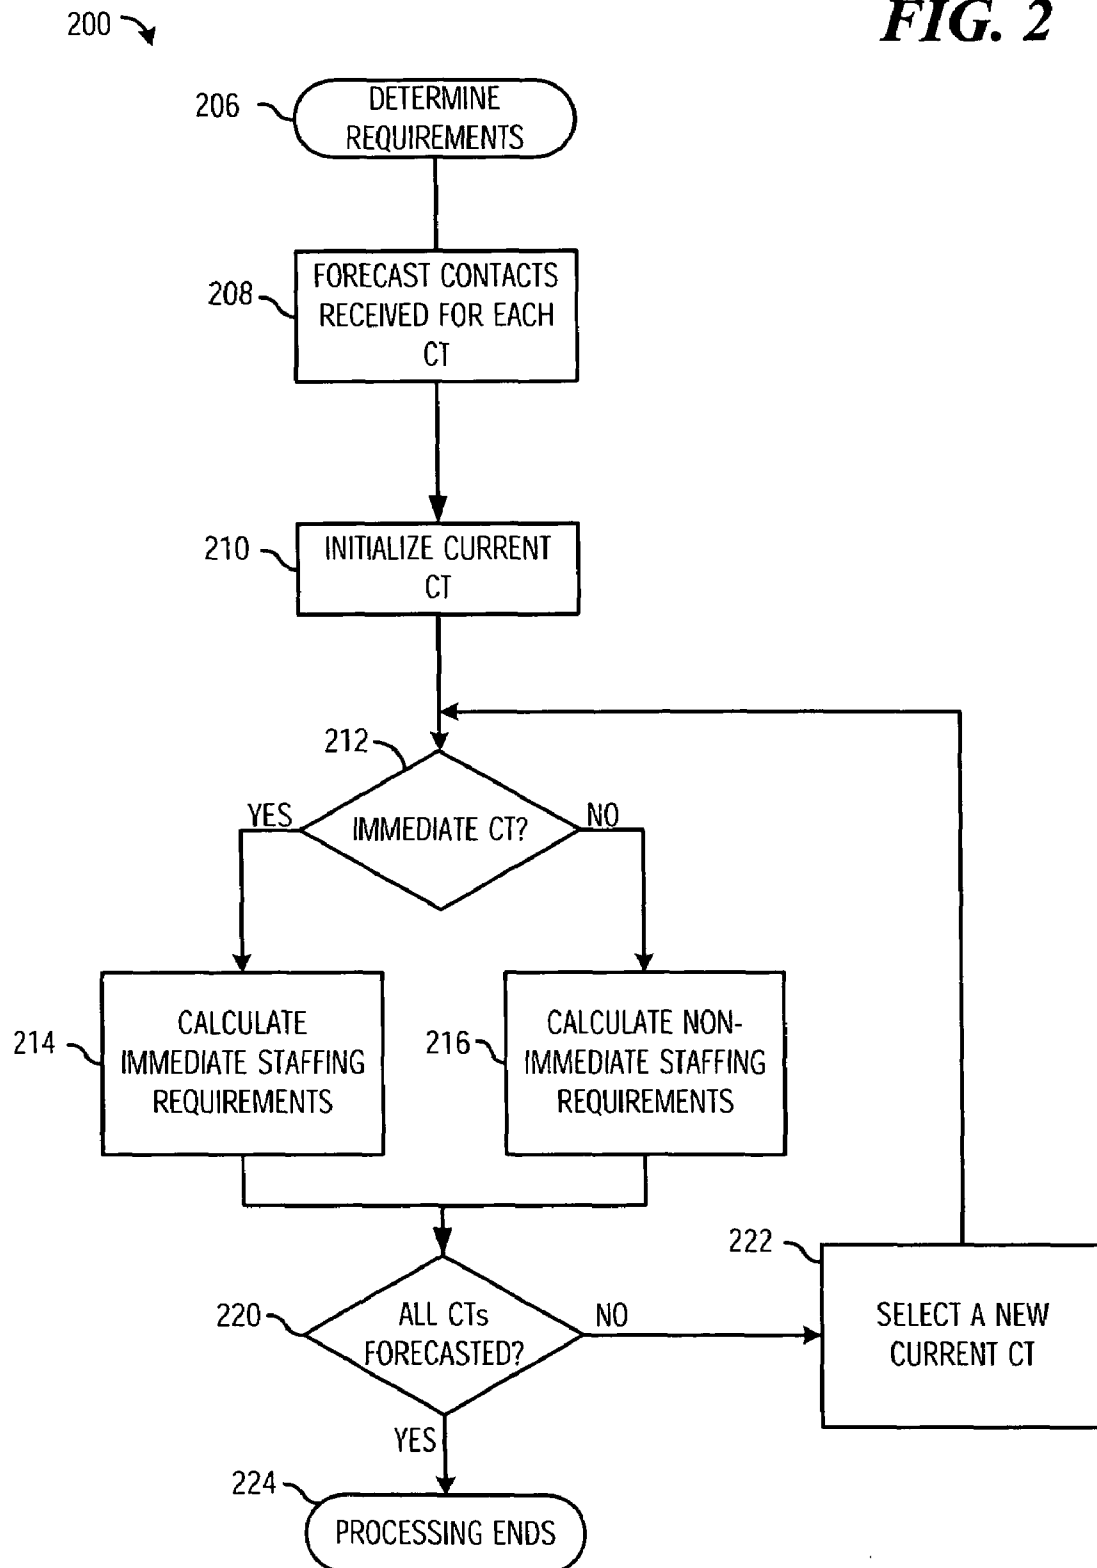 200
FIG. 2
206
DETERMINE
REQUIREMENTS
208
FORECAST CONTACTS
RECEIVED FOR EACH
CT
210
INITIALIZE CURRENT
CT
212
YES
IMMEDIATE CT?
NO
214
CALCULATE
IMMEDIATE STAFFING
REQUIREMENTS
216
CALCULATE NON-
IMMEDIATE STAFFING
REQUIREMENTS
220
ALL CTs
FORECASTED?
NO
222
SELECT A NEW
CURRENT CT
YES
224
PROCESSING ENDS